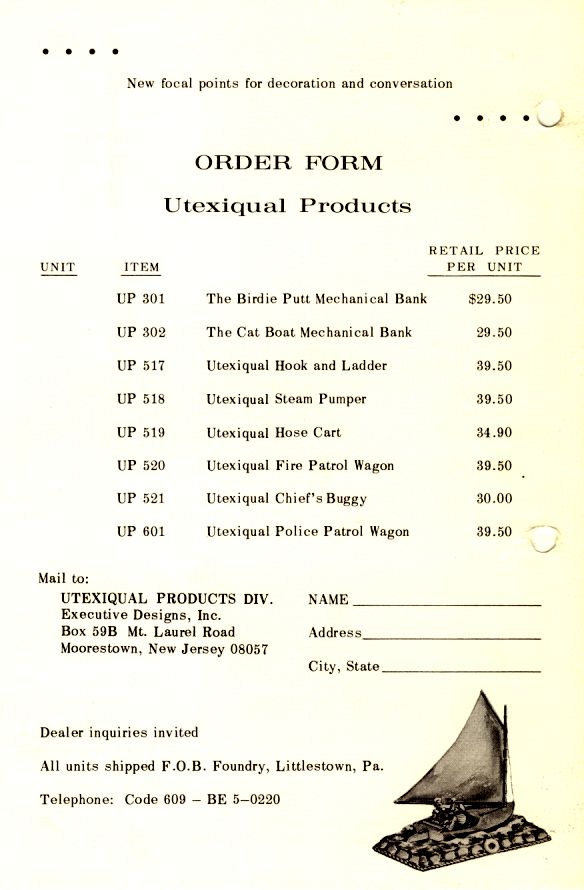 New focal points for decoration and conversation
ORDER FORM
Utexiqual Products
UNIT ITEM RETAIL PRICE PER UNIT
UP 301 The Birdie Putt Mechanical Bank $29.50
UP 302 The Cat Boat Mechanical Bank 29.50
UP 517 Utexiqual Hook and Ladder 39.50
UP 518 Utexiqual Steam Pumper 39.50
UP 519 Utexiqual Hose Cart 34.90
UP 520 Utexiqual Fire Patrol Wagon 39.50
UP 521 Utexiqual Chief's Buggy 30.00
UP 601 Utexiqual Police Patrol Wagon 39.50
Mail to:
UTEXIQUAL PRODUCTS DIV.
Executive Designs, Inc.
Box 59B Mt. Laurel Road
Moorestown, New Jersey 08057
NAME
Address
City, State
Dealer inquiries invited
All units shipped F.O.B. Foundry, Littlestown, Pa.
Telephone: Code 609 – BE 5–0220